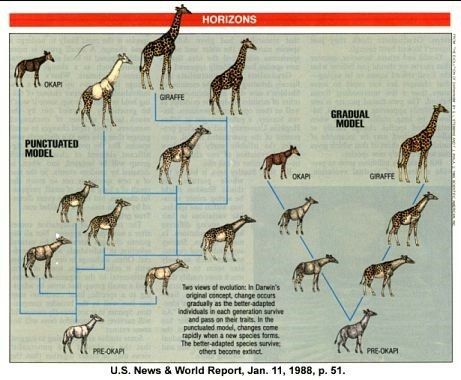 HORIZONS
OKAPI
GIRAFFE
PUNCTUATED
MODEL
GRADUAL
MODEL
OKAPI
GIRAFFE
Two views of evolution: In Darwin's
original concept, change occurs
gradually as the better-adapted
individuals in each generation survive
and pass on their traits. In the
punctuated model, changes come
rapidly when a new species forms.
The better-adapted species survive;
others become extinct.
PRE-OKAPI
PRE-OKAPI
U.S. News & World Report, Jan. 11, 1988, p. 51.